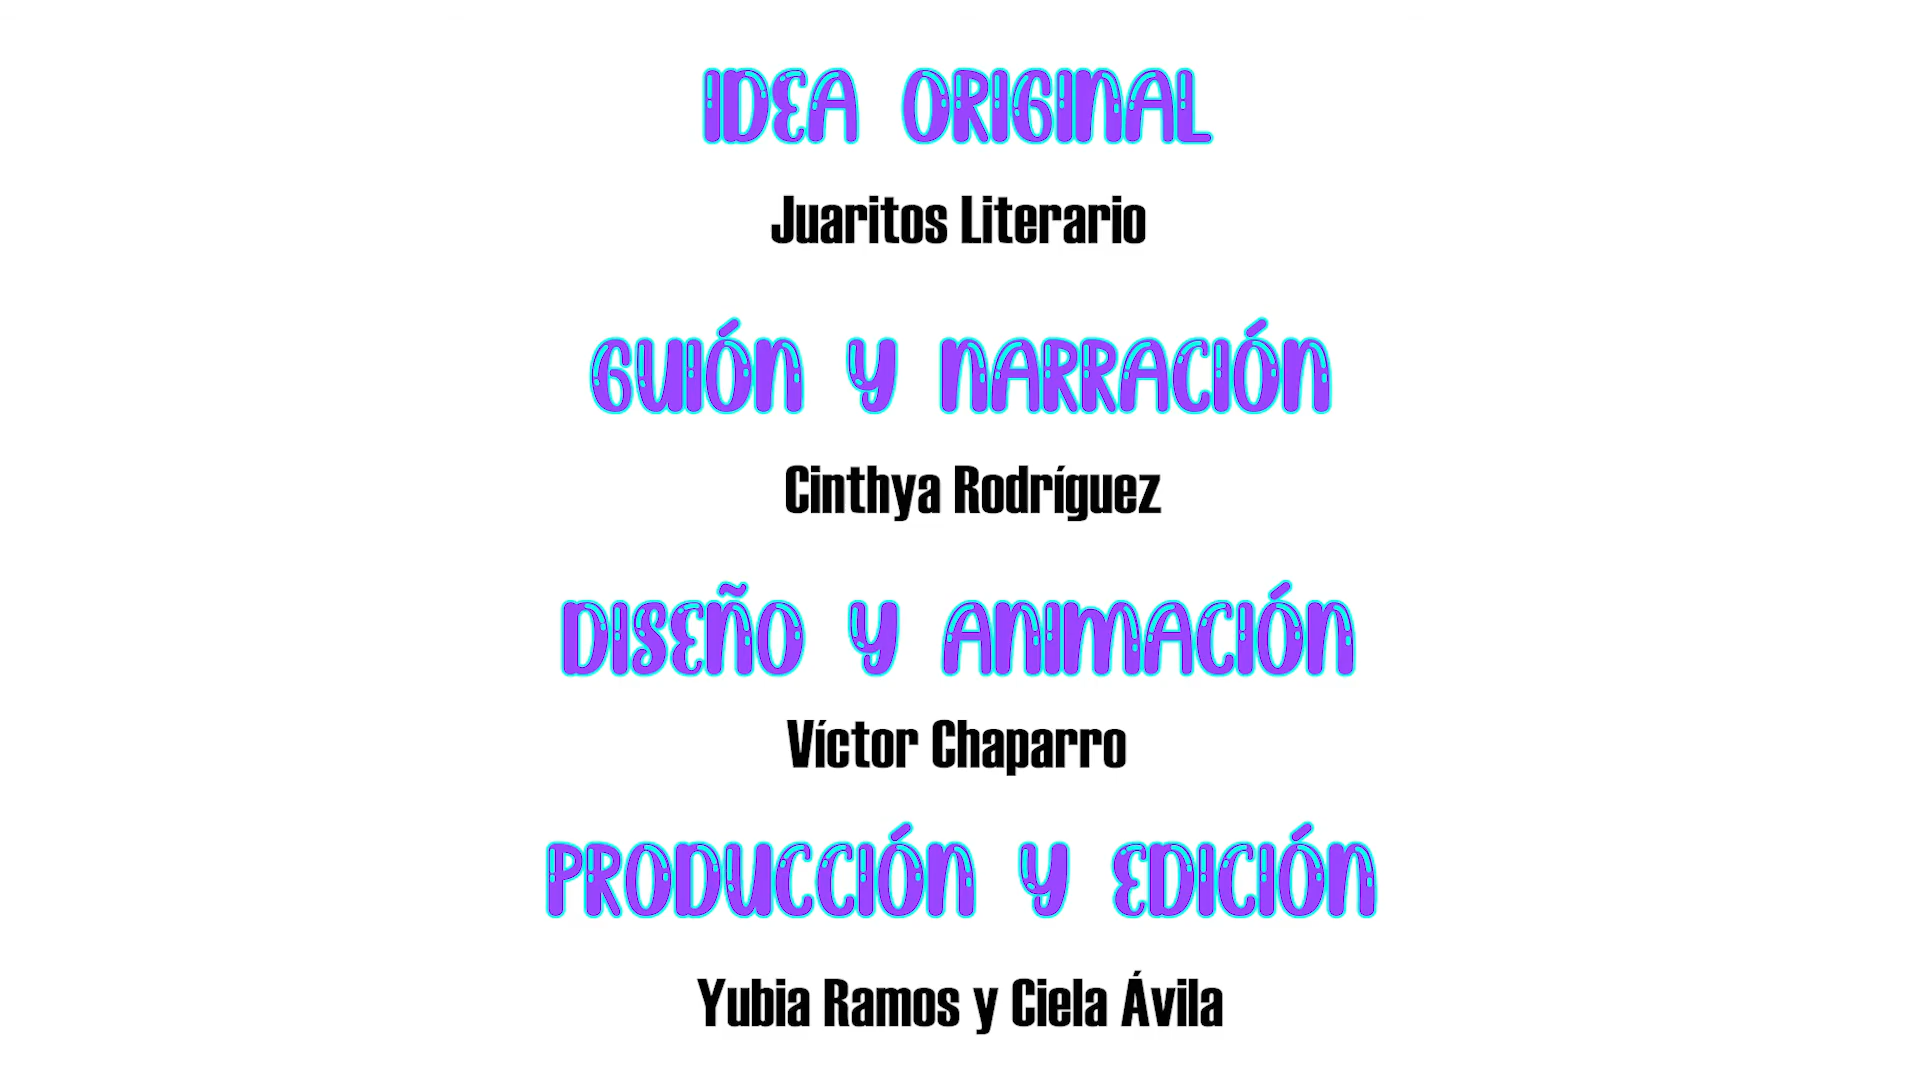 IDEA ORIGINAL
Juaritos Literario
GUIÓN Y NARRACIÓN
Cinthya Rodríguez
DISEÑO Y ANIMACIÓN
Víctor Chaparro
PRODUCCIÓN Y EDICIÓN
Yubia Ramos y Ciela Ávila